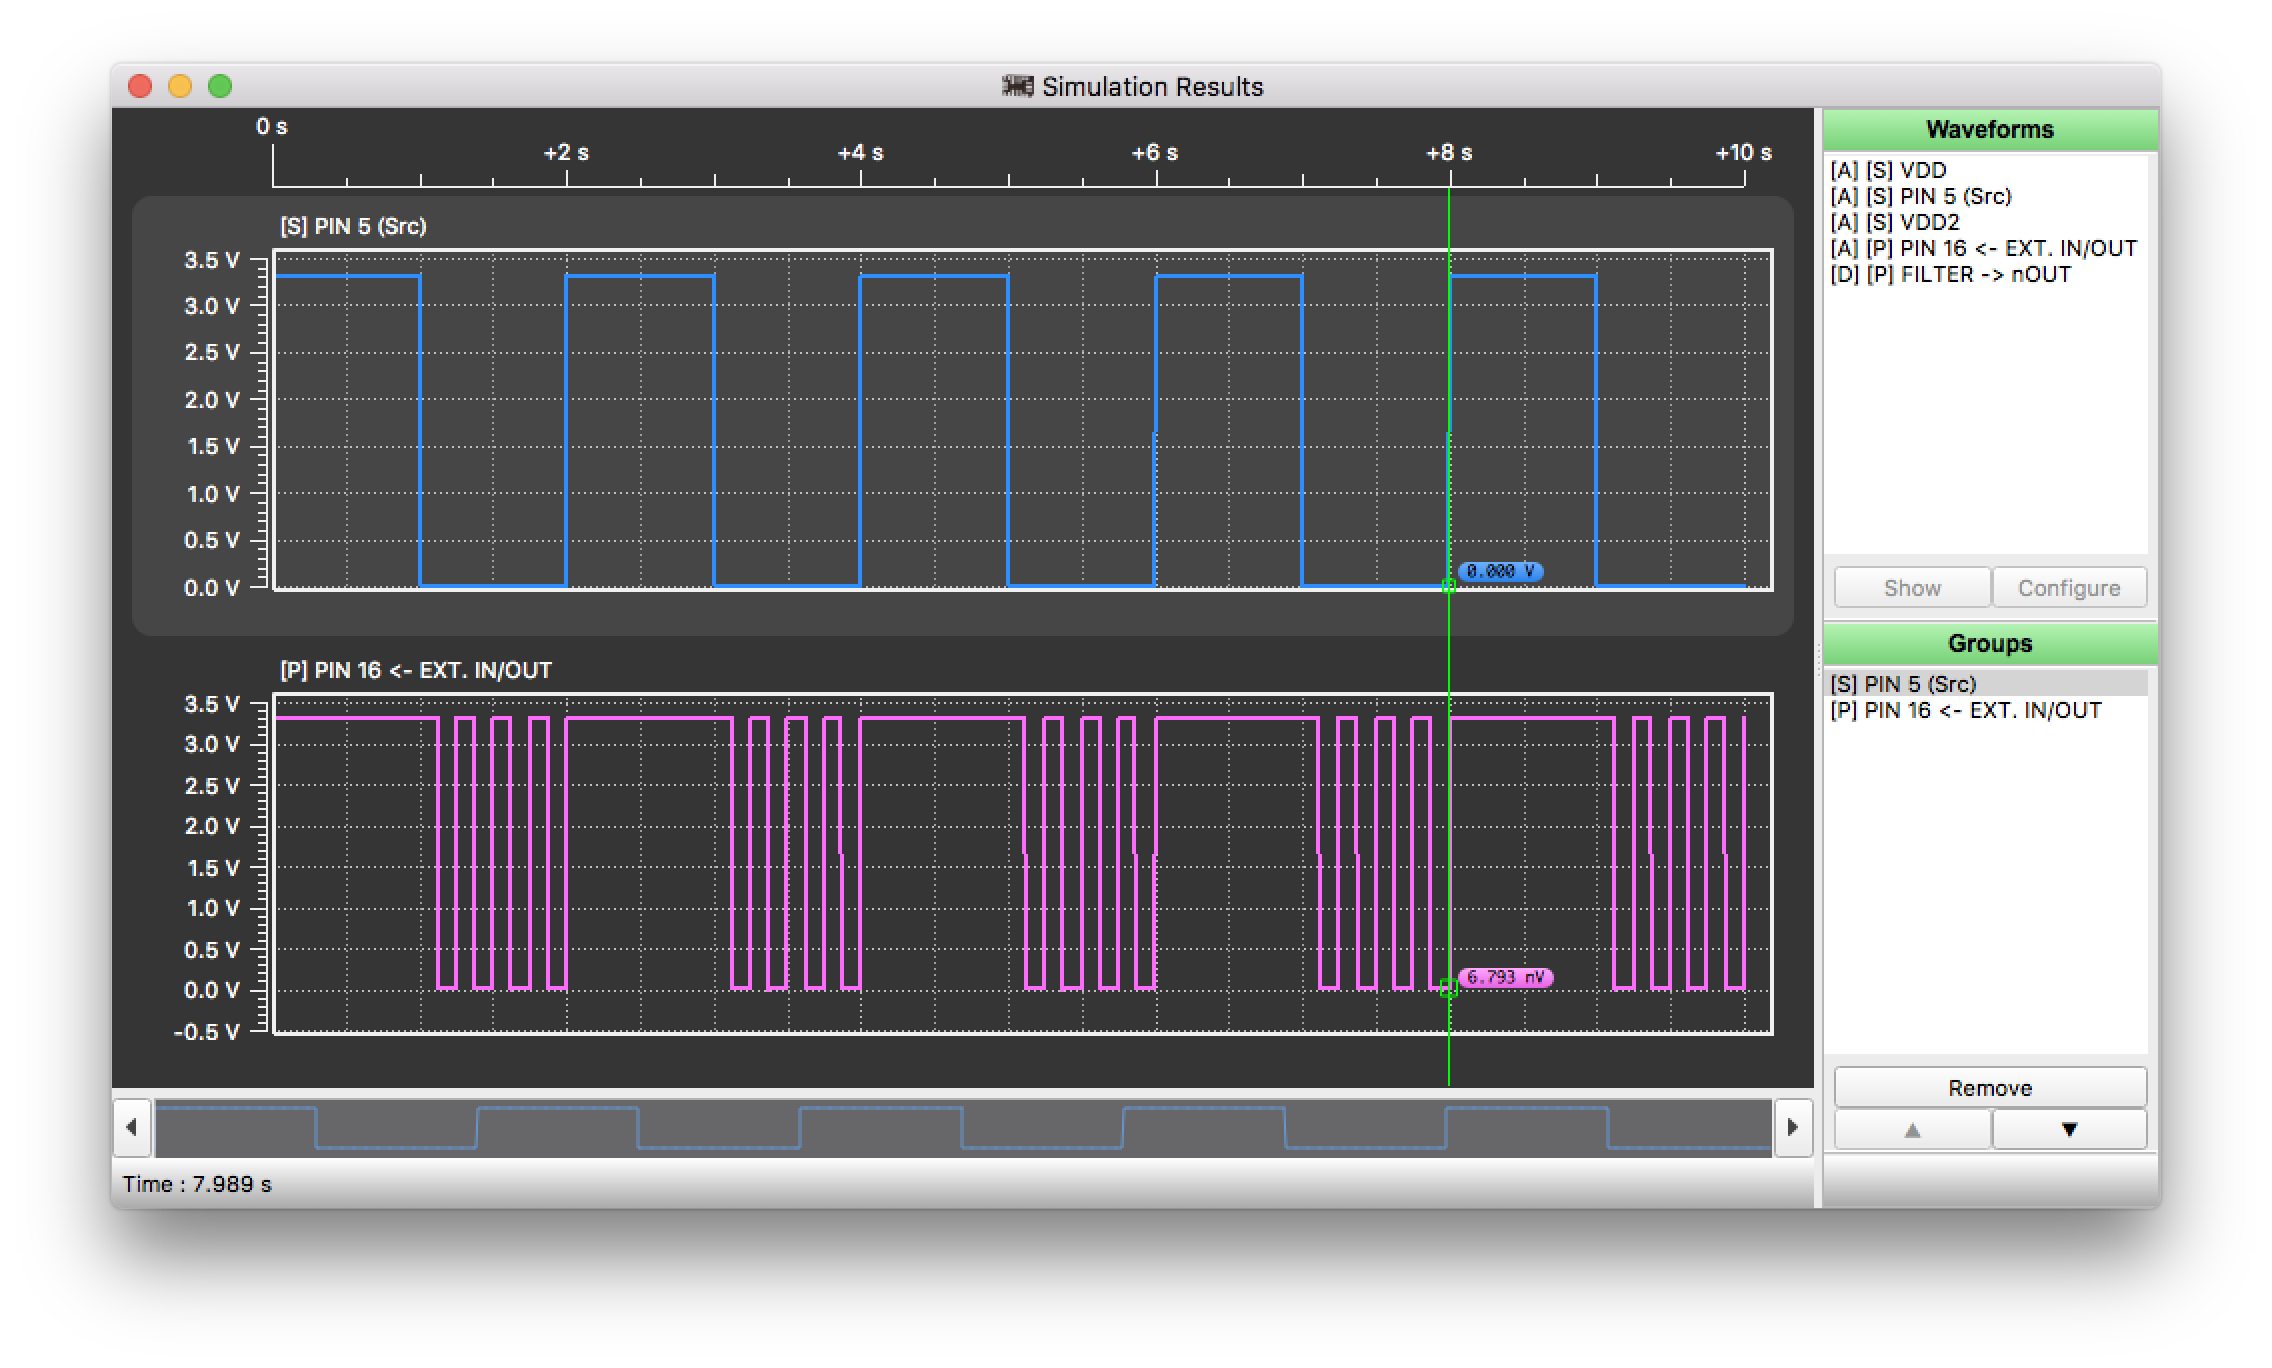 Simulation Results
0 s
+2 s +4 s +6 s +8 s +10 s
[S] PIN 5 (Src)
3.5 V
3.0 V
2.5 V
2.0 V
1.5 V
1.0 V
0.5 V
0.0 V
0.000 V
[P] PIN 16 <- EXT. IN/OUT
3.5 V
3.0 V
2.5 V
2.0 V
1.5 V
1.0 V
0.5 V
0.0 V
-0.5 V
6.793 nV
Time : 7.989 s
Waveforms
[A] [S] VDD
[A] [S] PIN 5 (Src)
[A] [S] VDD2
[A] [P] PIN 16 <- EXT. IN/OUT
[D] [P] FILTER -> nOUT
Show Configure
Groups
[S] PIN 5 (Src)
[P] PIN 16 <- EXT. IN/OUT
Remove